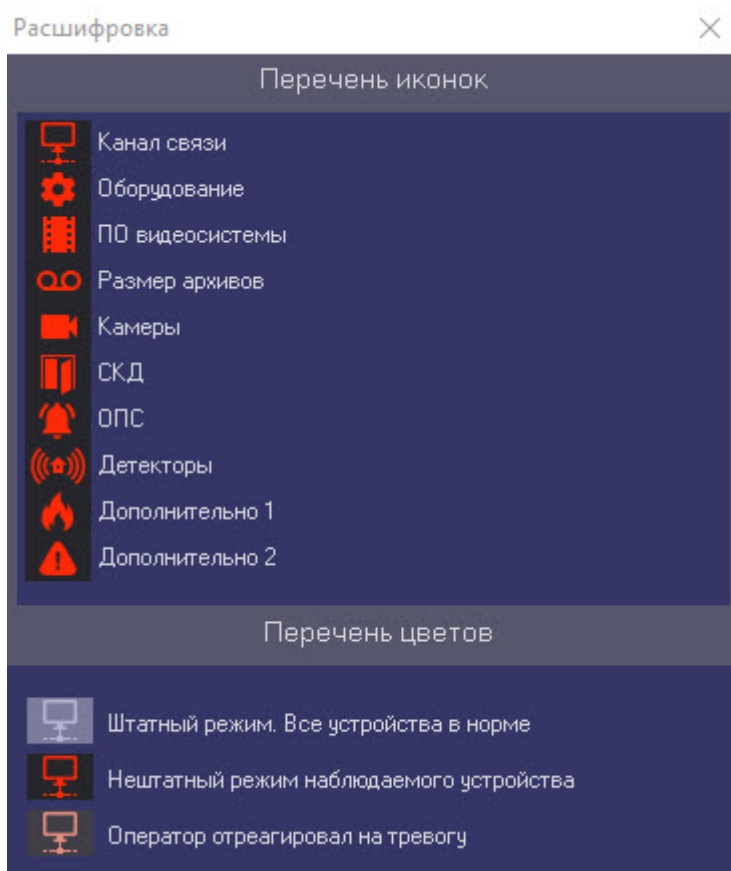 Расшифровка
Перечень иконок
Канал связи
Оборудование
ПО видеосистемы
Размер архивов
Камеры
СКД
ОПС
Детекторы
Дополнительно 1
Дополнительно 2
Перечень цветов
Штатный режим. Все устройства в норме
Нештатный режим наблюдаемого устройства
Оператор отреагировал на тревогу